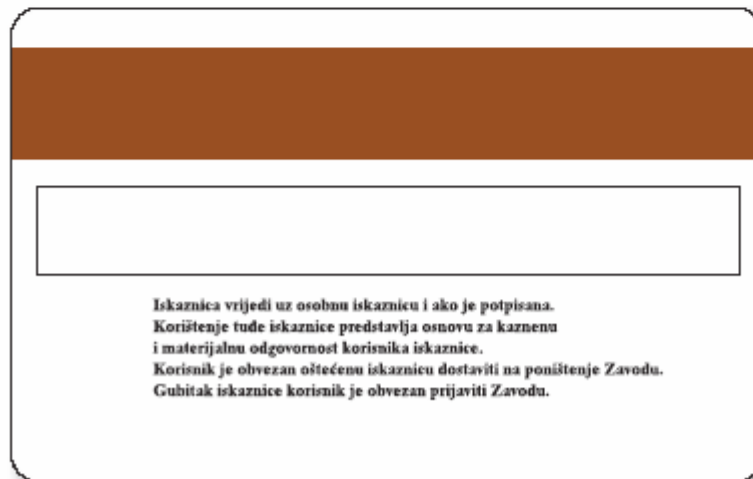 Iskaznica vrijedi uz osobnu iskaznicu i ako je potpisana.
Korištenje tuđe iskaznice predstavlja osnovu za kaznenu
i materijalnu odgovornost korisnika iskaznice.
Korisnik je obvezan oštećenu iskaznicu dostaviti na poništenje Zavodu.
Gubitak iskaznice korisnik je obvezan prijaviti Zavodu.